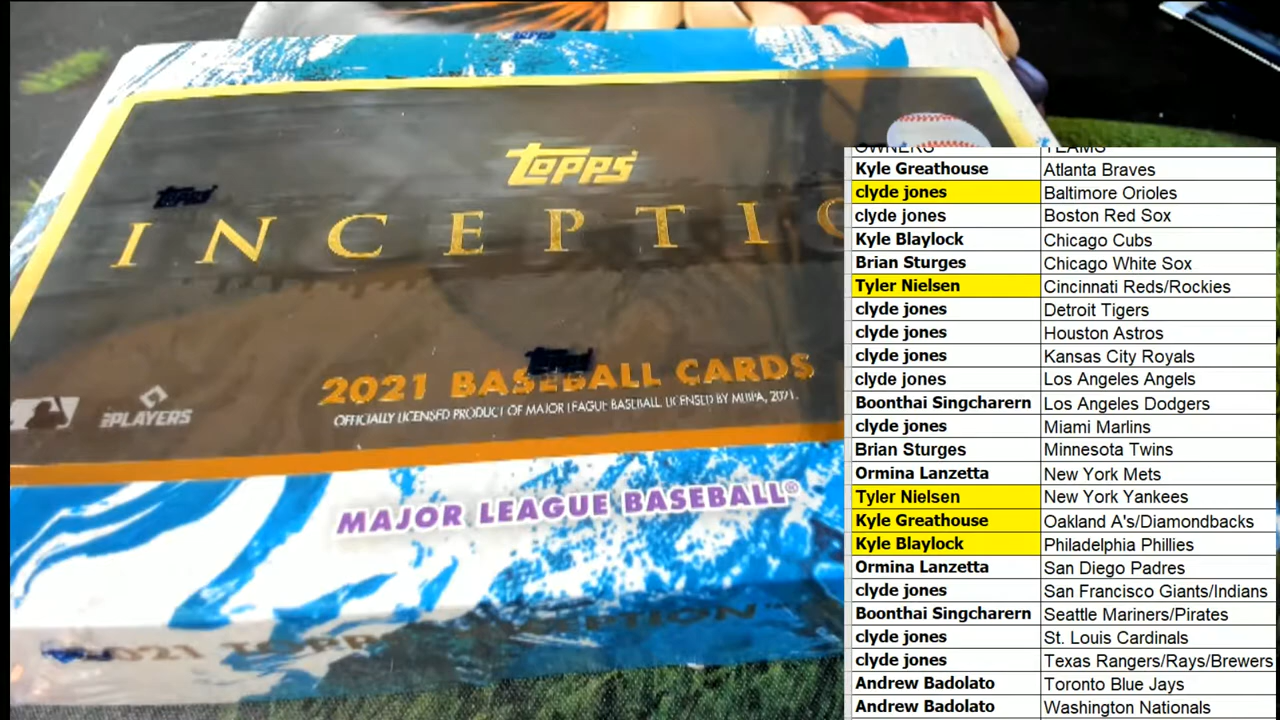 TOPPS
INCEPTIO
2021 BASEBALL CARDS
OFFICIALLY LICENSED PRODUCT OF MAJOR LEAGUE BASEBALL. LICENSED BY MLBPA, 2021.
PLAYERS
MAJOR LEAGUE BASEBALL®
2021 TOPPS INCEPTION
OWNERS TEAMS
Kyle Greathouse Atlanta Braves
clyde jones Baltimore Orioles
clyde jones Boston Red Sox
Kyle Blaylock Chicago Cubs
Brian Sturges Chicago White Sox
Tyler Nielsen Cincinnati Reds/Rockies
clyde jones Detroit Tigers
clyde jones Houston Astros
clyde jones Kansas City Royals
clyde jones Los Angeles Angels
Boonthai Singcharern Los Angeles Dodgers
clyde jones Miami Marlins
Brian Sturges Minnesota Twins
Ormina Lanzetta New York Mets
Tyler Nielsen New York Yankees
Kyle Greathouse Oakland A's/Diamondbacks
Kyle Blaylock Philadelphia Phillies
Ormina Lanzetta San Diego Padres
clyde jones San Francisco Giants/Indians
Boonthai Singcharern Seattle Mariners/Pirates
clyde jones St. Louis Cardinals
clyde jones Texas Rangers/Rays/Brewers
Andrew Badolato Toronto Blue Jays
Andrew Badolato Washington Nationals